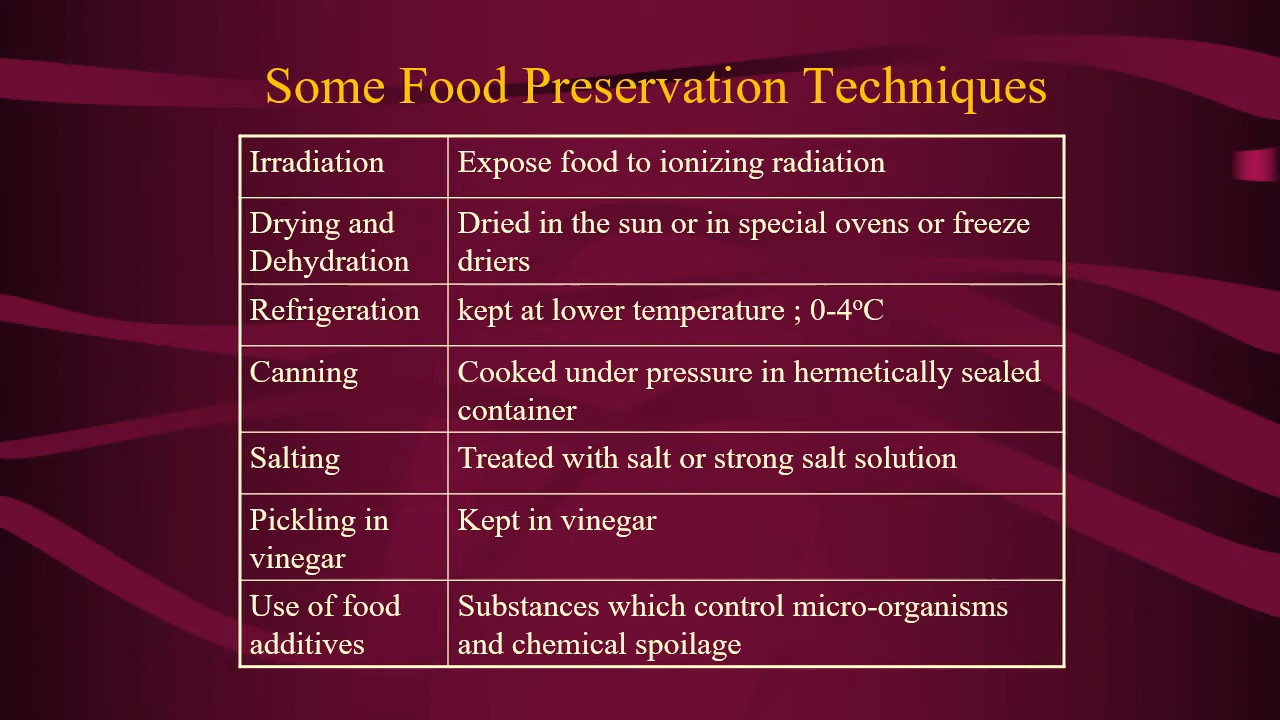 Some Food Preservation Techniques
Irradiation
Expose food to ionizing radiation
Drying and
Dehydration
Dried in the sun or in special ovens or freeze
driers
Refrigeration
kept at lower temperature ; 0-4ºC
Canning
Cooked under pressure in hermetically sealed
container
Salting
Treated with salt or strong salt solution
Pickling in
vinegar
Kept in vinegar
Use of food
additives
Substances which control micro-organisms
and chemical spoilage